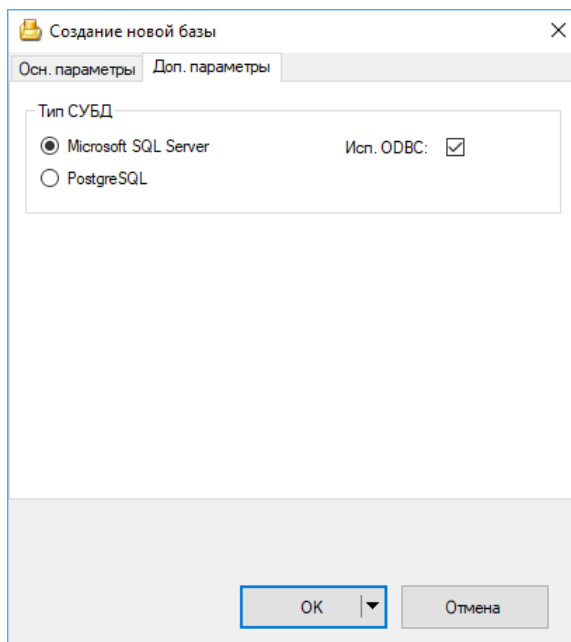 Создание новой базы
Осн. параметры Доп. параметры
Тип СУБД
Microsoft SQL Server Исп. ODBC:
PostgreSQL
OK Отмена